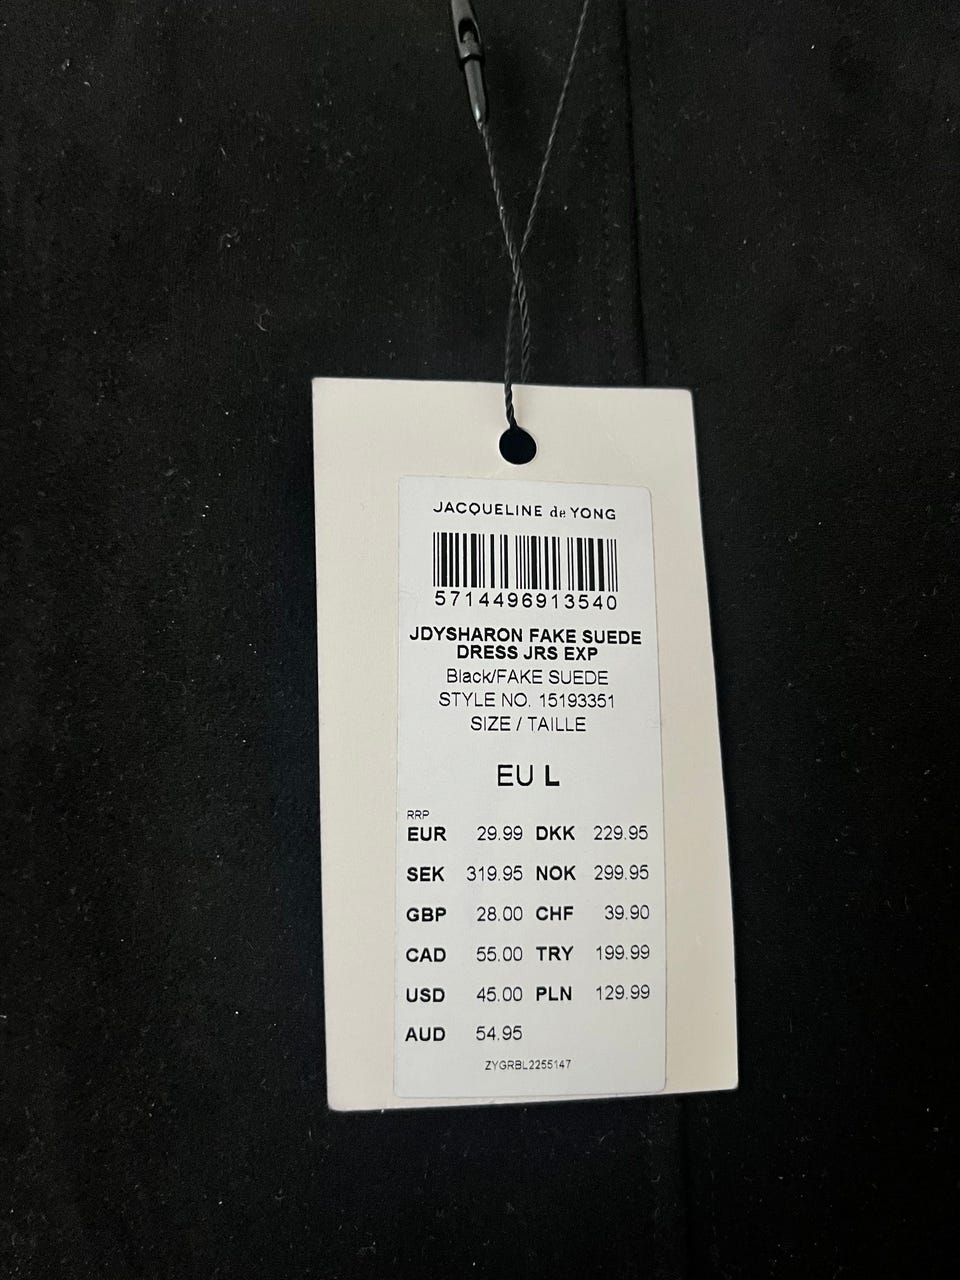 JACQUELINE de YONG
5714496913540
JDYSHARON FAKE SUEDE
DRESS JRS EXP
Black/FAKE SUEDE
STYLE NO. 15193351
SIZE / TAILLE
EU L
RRP
EUR 29.99 DKK 229.95
SEK 319.95 NOK 299.95
GBP 28.00 CHF 39.90
CAD 55.00 TRY 199.99
USD 45.00 PLN 129.99
AUD 54.95
ZYGRBL2255147